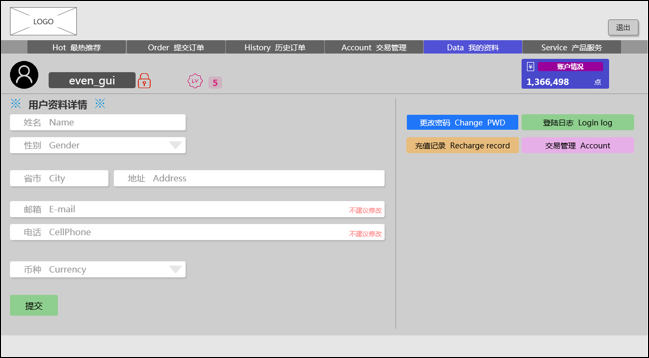 LOGO
退出
Hot 最热推荐
Order 提交订单
History 历史订单
Account 交易管理
Data 我的资料
Service 产品服务
even_gui
LV
5
¥ 账户情况
1,366,498 点
※ 用户资料详情 ※
姓名 Name
性别 Gender
省市 City
地址 Address
邮箱 E-mail
不建议修改
电话 CellPhone
不建议修改
币种 Currency
提交
更改密码 Change PWD
登陆日志 Login log
充值记录 Recharge record
交易管理 Account